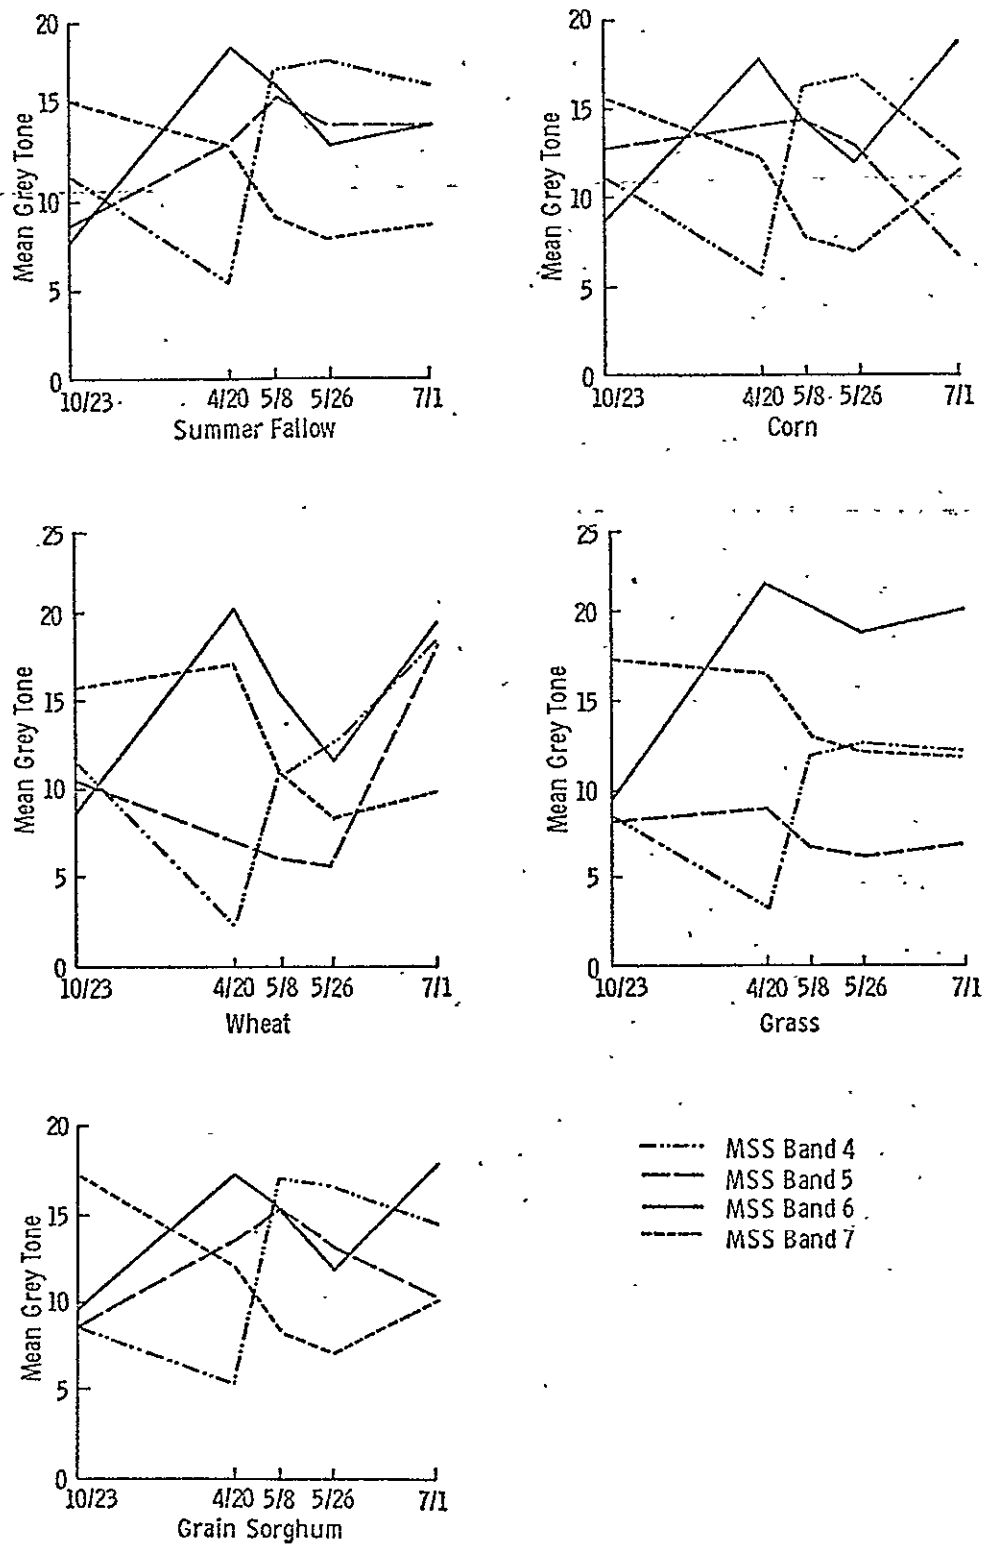 20
15
10
5
0
Mean Grey Tone
10/23 4/20 5/8 5/26 7/1
Summer Fallow
20
15
10
5
0
Mean Grey Tone
10/23 4/20 5/8 5/26 7/1
Corn
25
20
15
10
5
0
Mean Grey Tone
10/23 4/20 5/8 5/26 7/1
Wheat
25
20
15
10
5
0
Mean Grey Tone
10/23 4/20 5/8 5/26 7/1
Grass
20
15
10
5
0
Mean Grey Tone
10/23 4/20 5/8 5/26 7/1
Grain Sorghum
MSS Band 4
MSS Band 5
MSS Band 6
MSS Band 7